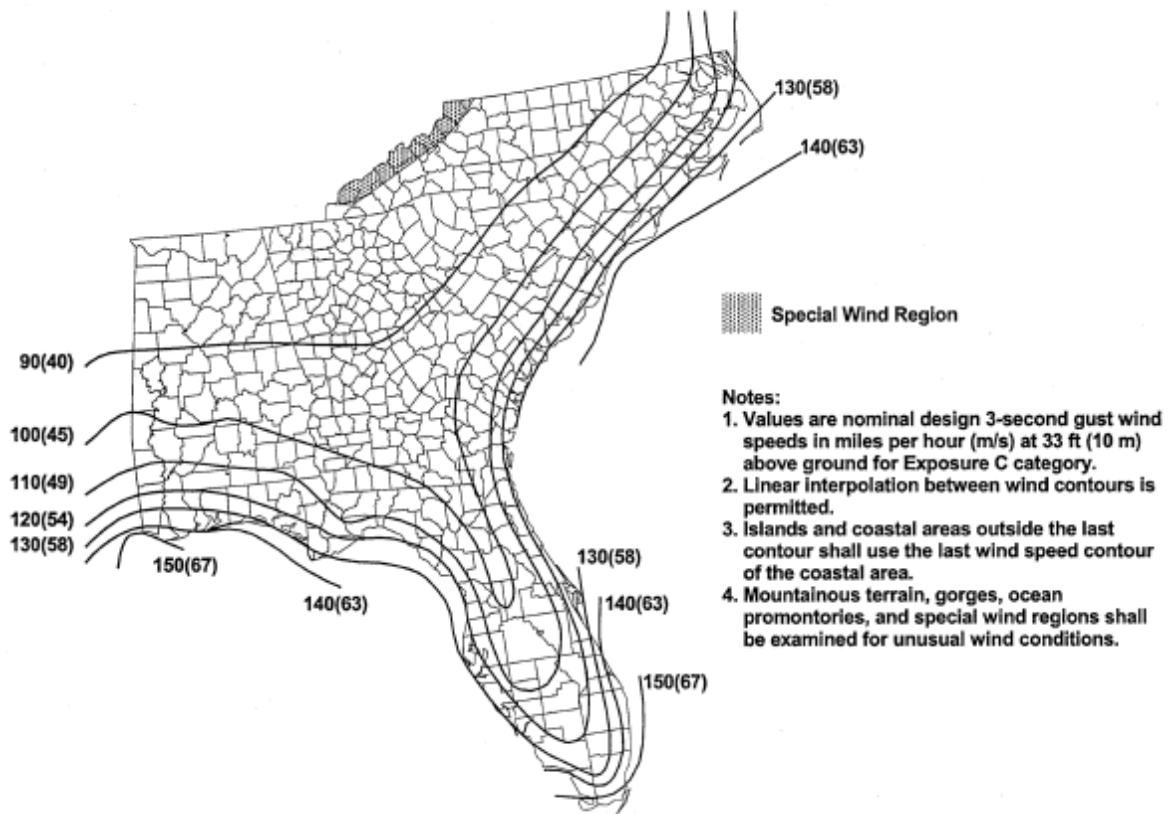 130(58)
140(63)
Special Wind Region
90(40)
100(45)
110(49)
120(54)
130(58)
150(67)
140(63)
130(58)
140(63)
150(67)
Notes:
1. Values are nominal design 3-second gust wind
speeds in miles per hour (m/s) at 33 ft (10 m)
above ground for Exposure C category.
2. Linear interpolation between wind contours is
permitted.
3. Islands and coastal areas outside the last
contour shall use the last wind speed contour
of the coastal area.
4. Mountainous terrain, gorges, ocean
promontories, and special wind regions shall
be examined for unusual wind conditions.